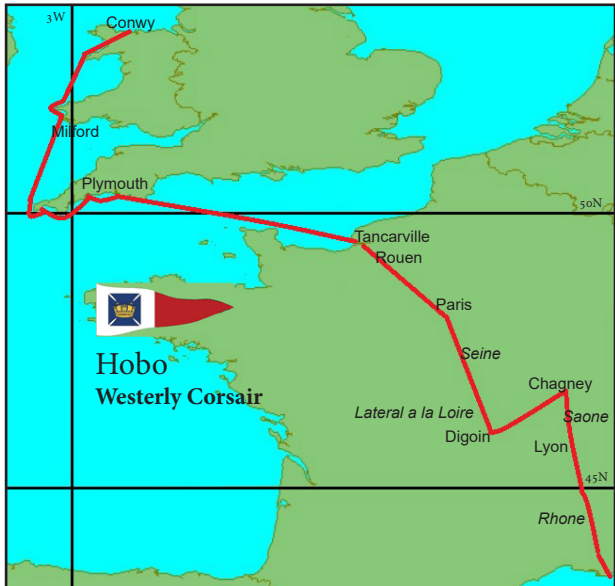 3W
Conwy
Milford
Plymouth
50N
Tancarville
Rouen
Paris
Hobo
Westerly Corsair
Seine
Chagney
Lateral a la Loire
Saone
Digoin
Lyon
45N
Rhone